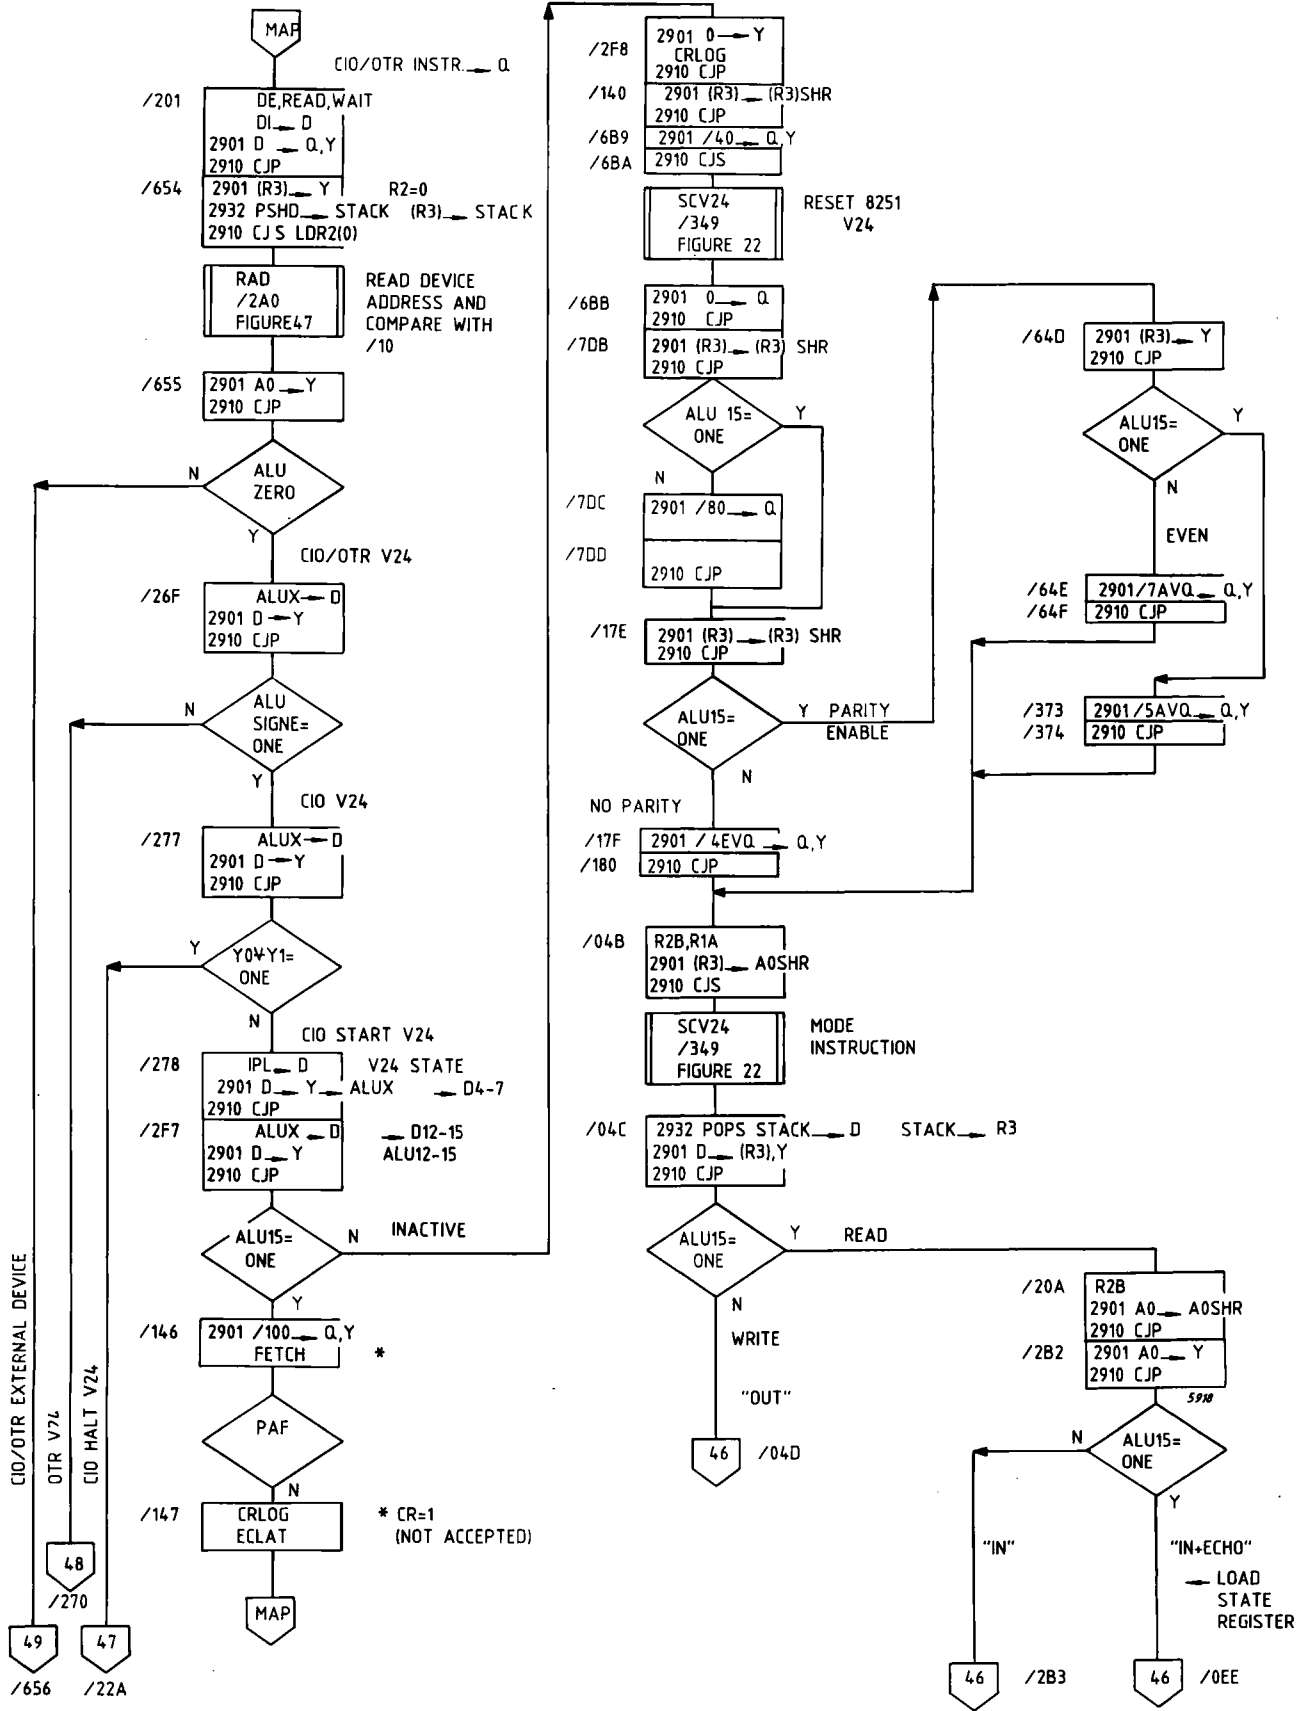 MAP
CIO/OTR INSTR. → Q
/201
DE,READ,WAIT
DI → D
2901 D → Q,Y
2910 CJP
/654
2901 (R3) → Y R2=0
2932 PSHD → STACK (R3) → STACK
2910 CJS LDR2(0)
RAD
/2A0
FIGURE47
READ DEVICE
ADDRESS AND
COMPARE WITH
/10
/655
2901 A0 → Y
2910 CJP
ALU
ZERO
N
Y
CIO/OTR V24
/26F
ALUX → D
2901 D → Y
2910 CJP
ALU
SIGNE=
ONE
N
Y
CIO V24
/277
ALUX → D
2901 D → Y
2910 CJP
Y0∀Y1=
ONE
Y
N
CIO START V24
/278
IPL → D V24 STATE
2901 D → Y → ALUX → D4-7
2910 CJP
/2F7
ALUX → D → D12-15
2901 D → Y ALU12-15
2910 CJP
ALU15=
ONE
N
INACTIVE
Y
/146
2901 /100 → Q,Y
FETCH *
PAF
N
/147
CRLOG
ECLAT
* CR=1
(NOT ACCEPTED)
MAP
CIO/OTR EXTERNAL DEVICE
OTR V24
CIO HALT V24
48
/270
49
/656
47
/22A
/2F8
2901 0 → Y
CRLOG
2910 CJP
/140
2901 (R3) → (R3)SHR
2910 CJP
/6B9
2901 /40 → Q,Y
/6BA
2910 CJS
SCV24
/349
FIGURE 22
RESET 8251
V24
/6BB
2901 0 → Q
2910 CJP
/7DB
2901 (R3) → (R3) SHR
2910 CJP
ALU 15=
ONE
Y
N
/7DC
2901 /80 → Q
/7DD
2910 CJP
/17E
2901 (R3) → (R3) SHR
2910 CJP
ALU15=
ONE
Y PARITY
ENABLE
N
NO PARITY
/17F
2901 /4EVQ → Q,Y
/180
2910 CJP
/04B
R2B,R1A
2901 (R3) → A0SHR
2910 CJS
SCV24
/349
FIGURE 22
MODE
INSTRUCTION
/04C
2932 POPS STACK → D STACK → R3
2901 D → (R3),Y
2910 CJP
ALU15=
ONE
Y READ
N
WRITE
"OUT"
46 /04D
/64D
2901 (R3) → Y
2910 CJP
ALU15=
ONE
Y
N
EVEN
/64E
2901/7AVQ → Q,Y
/64F
2910 CJP
/373
2901/5AVQ → Q,Y
/374
2910 CJP
/20A
R2B
2901 A0 → A0SHR
2910 CJP
/2B2
2901 A0 → Y
2910 CJP
5918
ALU15=
ONE
N
Y
"IN"
"IN+ECHO"
← LOAD
STATE
REGISTER
46 /2B3
46 /0EE